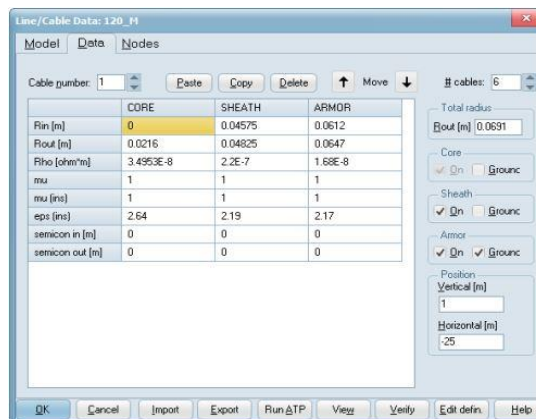 Line/Cable Data: 120_M
Model Data Nodes
Cable number: 1 Paste Copy Delete Move # cables: 6
CORE SHEATH ARMOR
Rin [m] 0 0.04575 0.0612
Rout [m] 0.0216 0.04825 0.0647
Rho [ohm*m] 3.4953E-8 2.2E-7 1.68E-8
mu 1 1 1
mu (ins) 1 1 1
eps (ins) 2.64 2.19 2.17
semicon in [m] 0 0 0
semicon out [m] 0 0 0
Total radius
Rout [m] 0.0691
Core
On Grounc
Sheath
On Grounc
Armor
On Grounc
Position
Vertical [m]
1
Horizontal [m]
-25
OK Cancel Import Export Run ATP View Verify Edit defin. Help